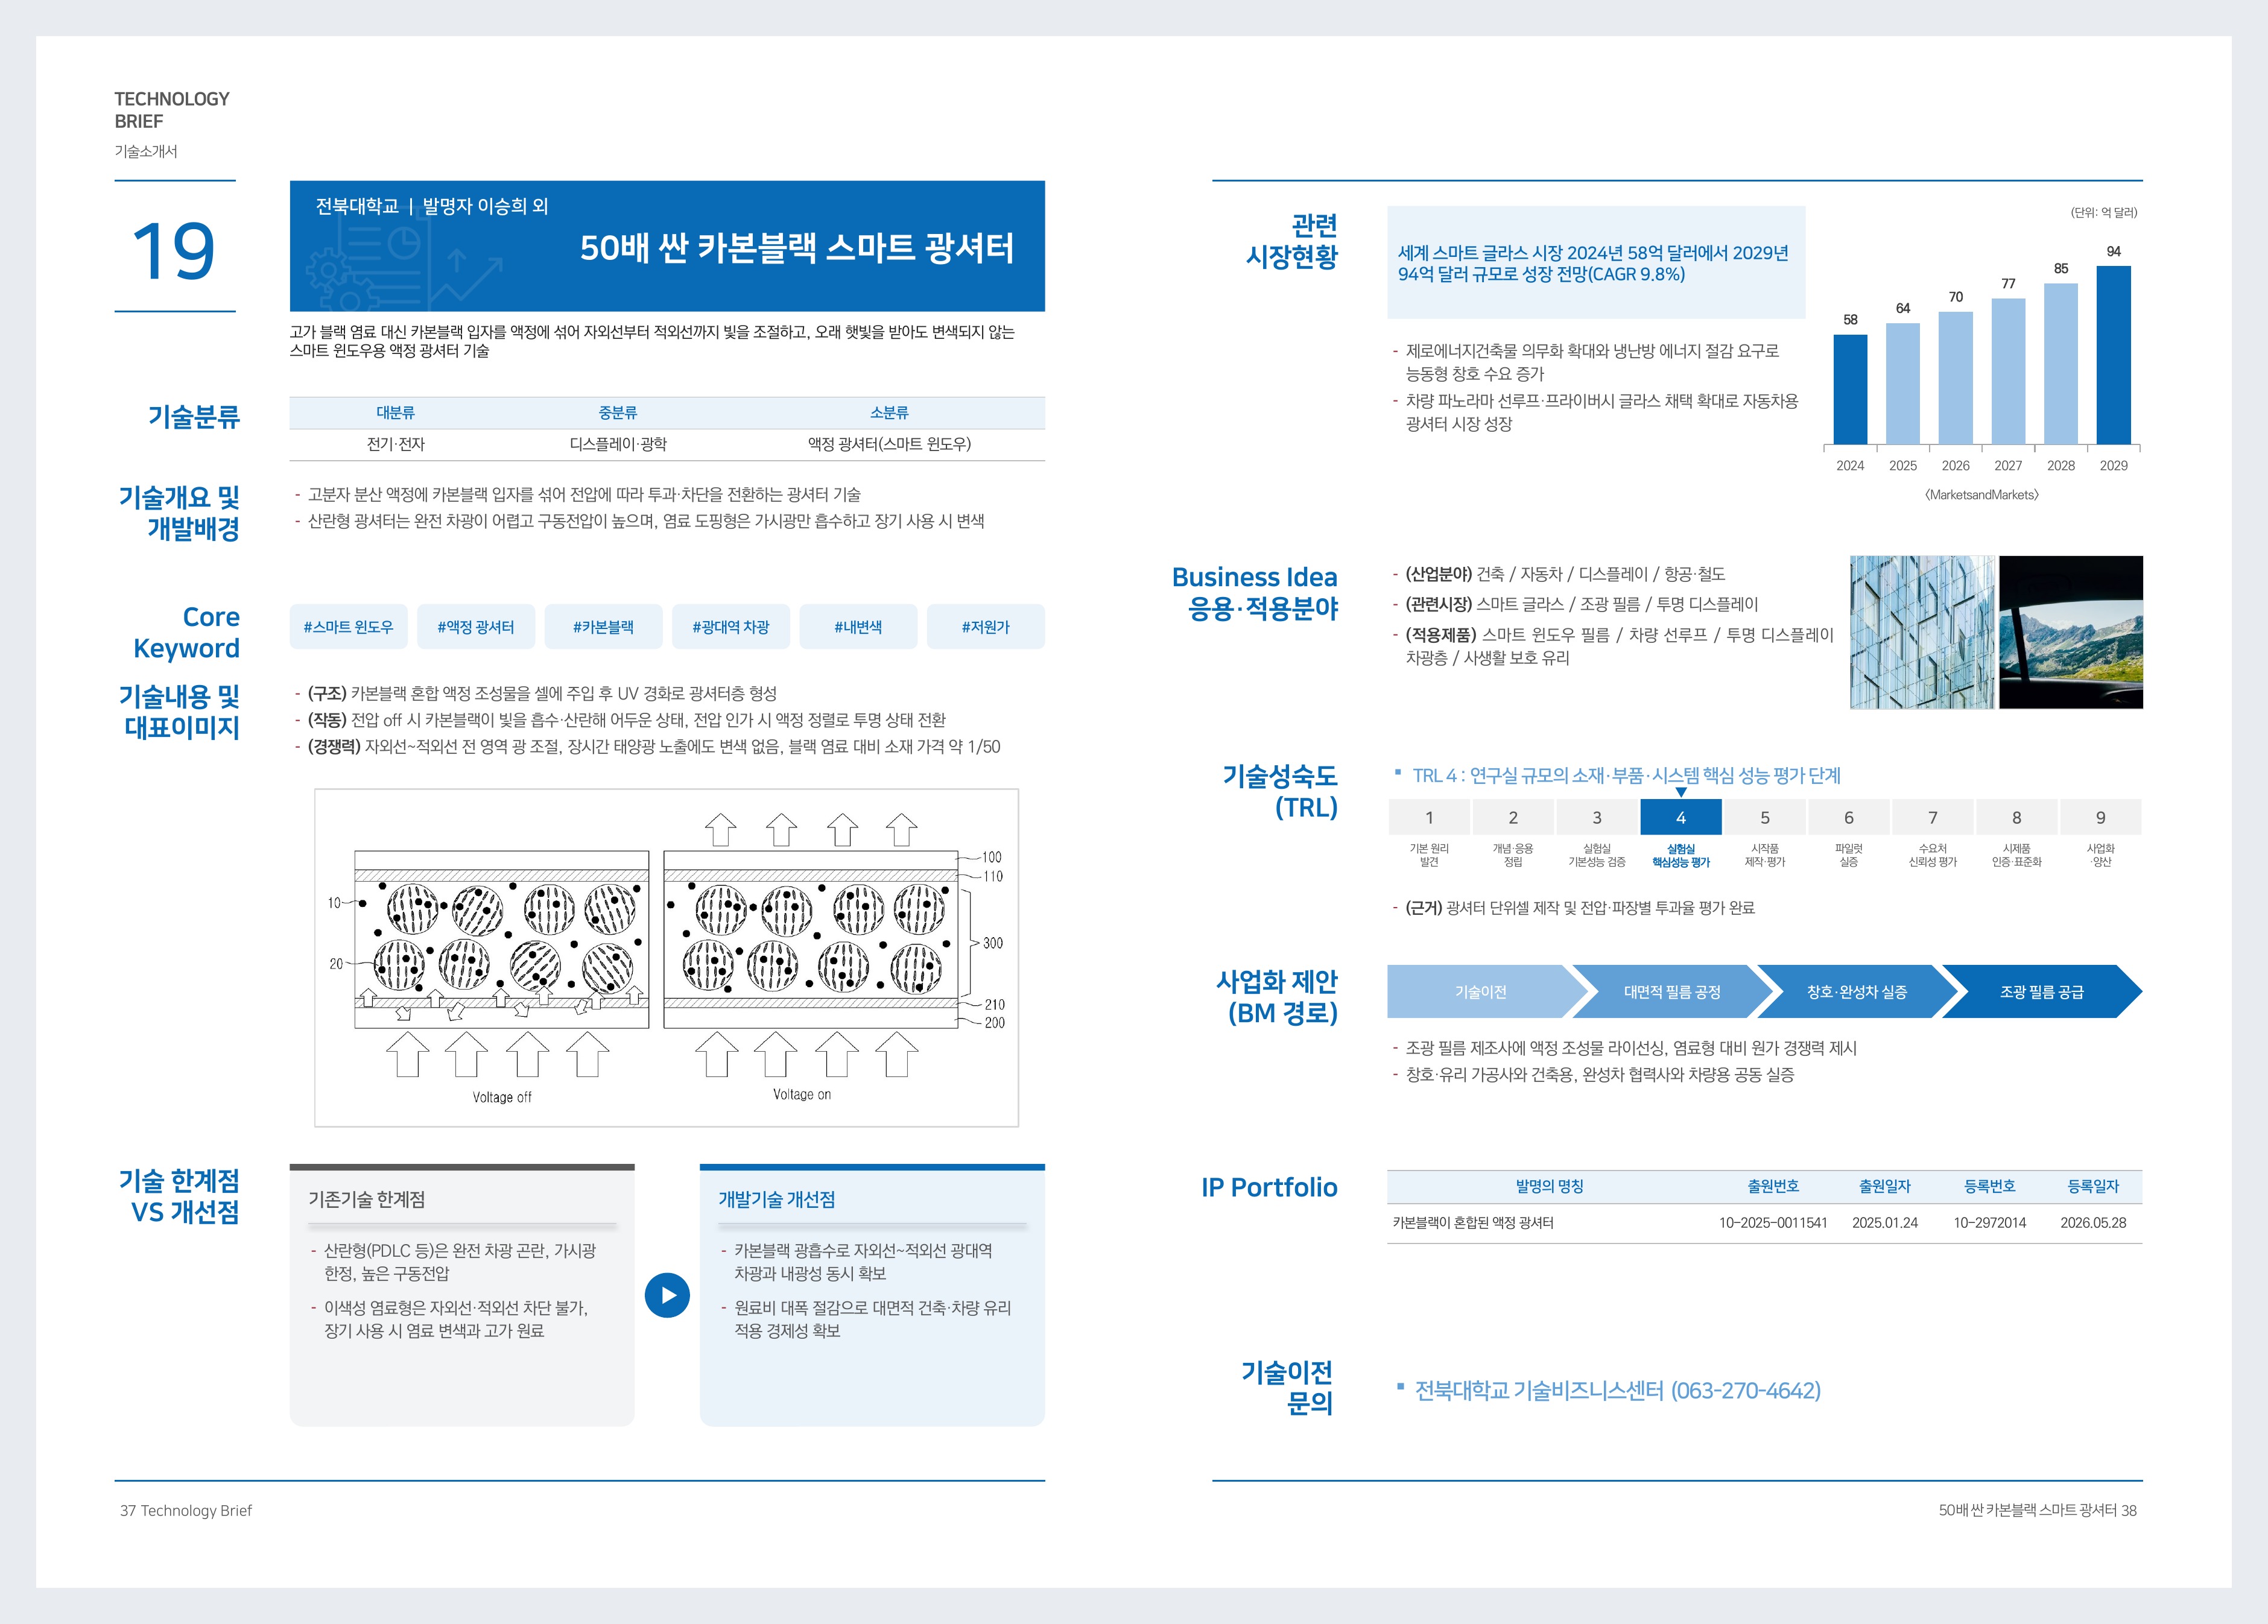 TECHNOLOGY
BRIEF
기술소개서
19
전북대학교 | 발명자 이승희 외
50배 싼 카본블랙 스마트 광셔터
고가 블랙 염료 대신 카본블랙 입자를 액정에 섞어 자외선부터 적외선까지 빛을 조절하고, 오래 햇빛을 받아도 변색되지 않는
스마트 윈도우용 액정 광셔터 기술
기술분류
대분류 중분류 소분류
전기·전자 디스플레이·광학 액정 광셔터(스마트 윈도우)
기술개요 및
개발배경
- 고분자 분산 액정에 카본블랙 입자를 섞어 전압에 따라 투과·차단을 전환하는 광셔터 기술
- 산란형 광셔터는 완전 차광이 어렵고 구동전압이 높으며, 염료 도핑형은 가시광만 흡수하고 장기 사용 시 변색
Core
Keyword
#스마트 윈도우 #액정 광셔터 #카본블랙 #광대역 차광 #내변색 #저원가
기술내용 및
대표이미지
- (구조) 카본블랙 혼합 액정 조성물을 셀에 주입 후 UV 경화로 광셔터층 형성
- (작동) 전압 off 시 카본블랙이 빛을 흡수·산란해 어두운 상태, 전압 인가 시 액정 정렬로 투명 상태 전환
- (경쟁력) 자외선~적외선 전 영역 광 조절, 장시간 태양광 노출에도 변색 없음, 블랙 염료 대비 소재 가격 약 1/50
100
110
10
300
20
210
200
Voltage off
Voltage on
기술 한계점
VS 개선점
기존기술 한계점
- 산란형(PDLC 등)은 완전 차광 곤란, 가시광
한정, 높은 구동전압
- 이색성 염료형은 자외선·적외선 차단 불가,
장기 사용 시 염료 변색과 고가 원료
개발기술 개선점
- 카본블랙 광흡수로 자외선~적외선 광대역
차광과 내광성 동시 확보
- 원료비 대폭 절감으로 대면적 건축·차량 유리
적용 경제성 확보
37 Technology Brief
관련
시장현황
세계 스마트 글라스 시장 2024년 58억 달러에서 2029년
94억 달러 규모로 성장 전망(CAGR 9.8%)
- 제로에너지건축물 의무화 확대와 냉난방 에너지 절감 요구로
능동형 창호 수요 증가
- 차량 파노라마 선루프·프라이버시 글라스 채택 확대로 자동차용
광셔터 시장 성장
(단위: 억 달러)
58 64 70 77 85 94
2024 2025 2026 2027 2028 2029
〈MarketsandMarkets〉
Business Idea
응용·적용분야
- (산업분야) 건축 / 자동차 / 디스플레이 / 항공·철도
- (관련시장) 스마트 글라스 / 조광 필름 / 투명 디스플레이
- (적용제품) 스마트 윈도우 필름 / 차량 선루프 / 투명 디스플레이
차광층 / 사생활 보호 유리
기술성숙도
(TRL)
▪ TRL 4 : 연구실 규모의 소재·부품·시스템 핵심 성능 평가 단계
1 2 3 4 5 6 7 8 9
기본 원리 개념·응용 실험실 실험실 시작품 파일럿 수요처 시제품 사업화
발견 정립 기본성능 검증 핵심성능 평가 제작·평가 실증 신뢰성 평가 인증·표준화 ·양산
- (근거) 광셔터 단위셀 제작 및 전압·파장별 투과율 평가 완료
사업화 제안
(BM 경로)
기술이전 대면적 필름 공정 창호·완성차 실증 조광 필름 공급
- 조광 필름 제조사에 액정 조성물 라이선싱, 염료형 대비 원가 경쟁력 제시
- 창호·유리 가공사와 건축용, 완성차 협력사와 차량용 공동 실증
IP Portfolio
발명의 명칭 출원번호 출원일자 등록번호 등록일자
카본블랙이 혼합된 액정 광셔터 10-2025-0011541 2025.01.24 10-2972014 2026.05.28
기술이전
문의
▪ 전북대학교 기술비즈니스센터 (063-270-4642)
50배 싼 카본블랙 스마트 광셔터 38